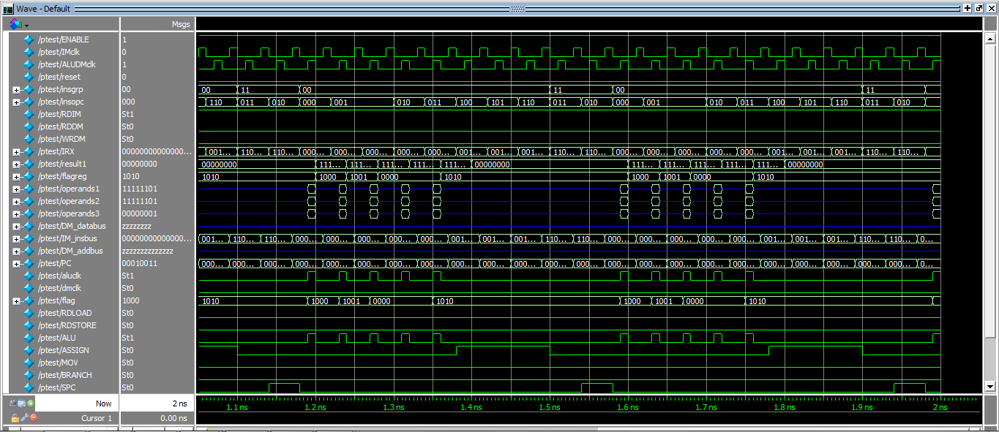 Wave - Default
Msgs
/ptest/ENABLE 1
/ptest/IMclk 0
/ptest/ALUDMclk 1
/ptest/reset 0
/ptest/insgrp 00 00 11 00 11 00 11
/ptest/insopc 000 110 011 010 000 001 010 011 100 101 110 011 010 000 001 010 011 100 101 110 011 010
/ptest/RDIM St1
/ptest/RDDM St0
/ptest/WRDM St0
/ptest/IRX 00000000000000... 001... 110... 110... 000... 000... 000... 000... 000... 001... 001... 001... 110... 110... 000... 000... 000... 000... 000... 001... 001... 001... 110... 110...
/ptest/result1 00000000 00000000 111... 111... 111... 111... 111... 00000000 111... 111... 111... 111... 111... 00000000
/ptest/flagreg 1010 1010 1000 1001 0000 1010 1000 1001 0000 1010
/ptest/operands1 11111101
/ptest/operands2 11111101
/ptest/operands3 00000001
/ptest/DM_databus zzzzzzzz
/ptest/IM_insbus 00000000000000... 001... 110... 110... 000... 000... 000... 000... 000... 001... 001... 001... 110... 110... 000... 000... 000... 000... 000... 001... 001... 001... 110... 110... 0...
/ptest/DM_addbus zzzzzzzzzzzzzz
/ptest/PC 00010011 000... 000... 000... 000... 000... 000... 000... 000... 000... 000... 000... 000... 000... 000... 000... 000... 000... 000... 000... 000... 000... 000... 000... 0...
/ptest/aluclk St1
/ptest/dmclk St0
/ptest/flag 1000 1010 1000 1001 0000 1010 1000 1001 0000 1010
/ptest/RDLOAD St0
/ptest/RDSTORE St0
/ptest/ALU St1
/ptest/ASSIGN St0
/ptest/MOV St0
/ptest/BRANCH St0
/ptest/SPC St0
Now 2 ns 1.1 ns 1.2 ns 1.3 ns 1.4 ns 1.5 ns 1.6 ns 1.7 ns 1.8 ns 1.9 ns 2 ns
Cursor 1 0.00 ns